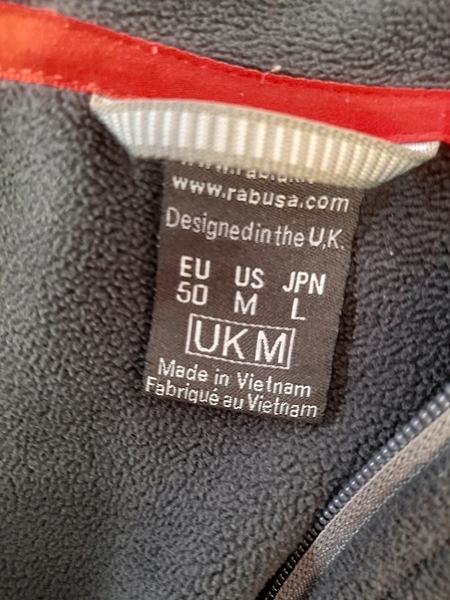 www.rabusa.com
Designed in the U.K.
EU US JPN
50 M L
UK M
Made in Vietnam
Fabriqué au Vietnam